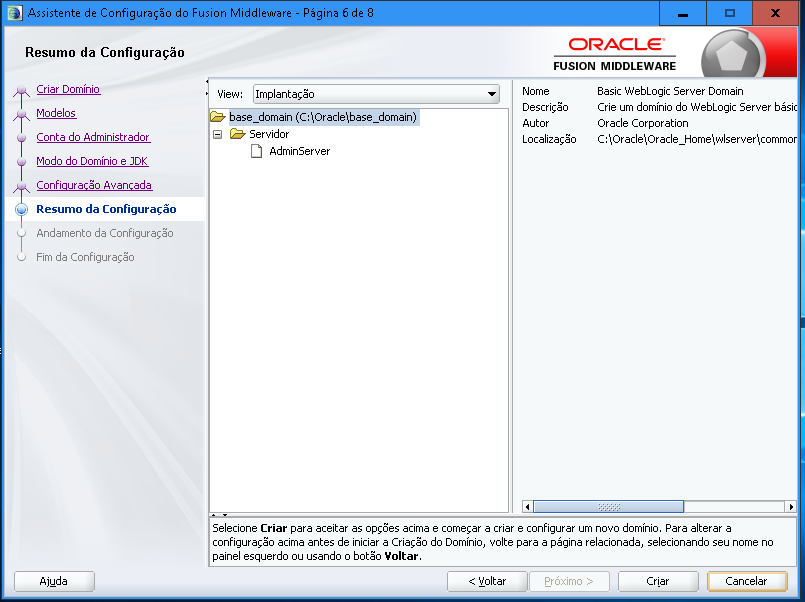 Assistente de Configuração do Fusion Middleware - Página 6 de 8
Resumo da Configuração
ORACLE
FUSION MIDDLEWARE
Criar Domínio
Modelos
Conta do Administrador
Modo do Domínio e JDK
Configuração Avançada
Resumo da Configuração
Andamento da Configuração
Fim da Configuração
View: Implantação
base_domain (C:\Oracle\base_domain)
Servidor
AdminServer
Nome Basic WebLogic Server Domain
Descrição Crie um domínio do WebLogic Server básic
Autor Oracle Corporation
Localização C:\Oracle\Oracle_Home\wlserver\common
Selecione Criar para aceitar as opções acima e começar a criar e configurar um novo domínio. Para alterar a
configuração acima antes de iniciar a Criação do Domínio, volte para a página relacionada, selecionando seu nome no
painel esquerdo ou usando o botão Voltar.
Ajuda < Voltar Próximo > Criar Cancelar